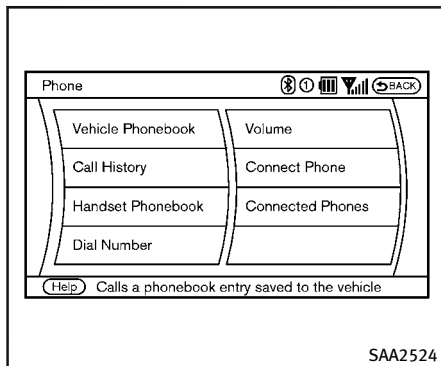 Phone 1 BACK
Vehicle Phonebook
Call History
Handset Phonebook
Dial Number
Volume
Connect Phone
Connected Phones
Help Calls a phonebook entry saved to the vehicle
SAA2524